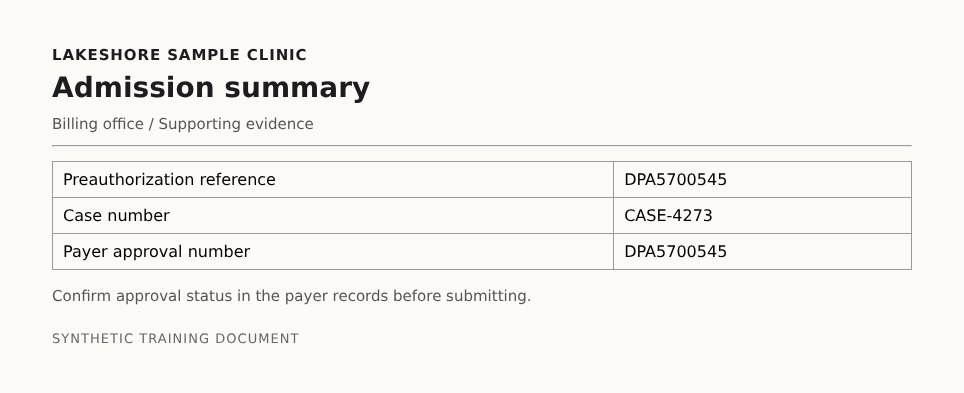 LAKESHORE SAMPLE CLINIC
Admission summary
Billing office / Supporting evidence
Preauthorization reference DPA5700545
Case number CASE-4273
Payer approval number DPA5700545
Confirm approval status in the payer records before submitting.
SYNTHETIC TRAINING DOCUMENT